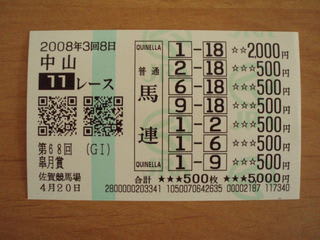 2008年3回8日
中山
11レース
第68回 (GI)
皐月賞
佐賀競馬場
4月20日
QUINELLA
普通
馬連
QUINELLA
1-18 ☆☆2,000円
2-18 ☆☆☆500円
6-18 ☆☆☆500円
9-18 ☆☆☆500円
1-2 ☆☆☆500円
1-6 ☆☆☆500円
1-9 ☆☆☆500円
合計 ★★★500枚 ★★★5,000円
2800000203341 1050070642635 00002187 117340